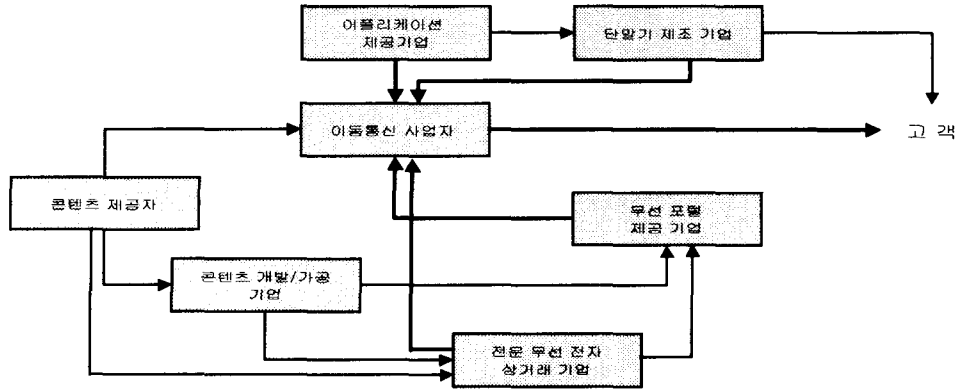 어플리케이션
제공기업
단말기 제조 기업
이동통신 사업자
고 객
콘텐츠 제공자
무선 포털
제공 기업
콘텐츠 개발/가공
기업
전문 무선 전자
상거래 기업